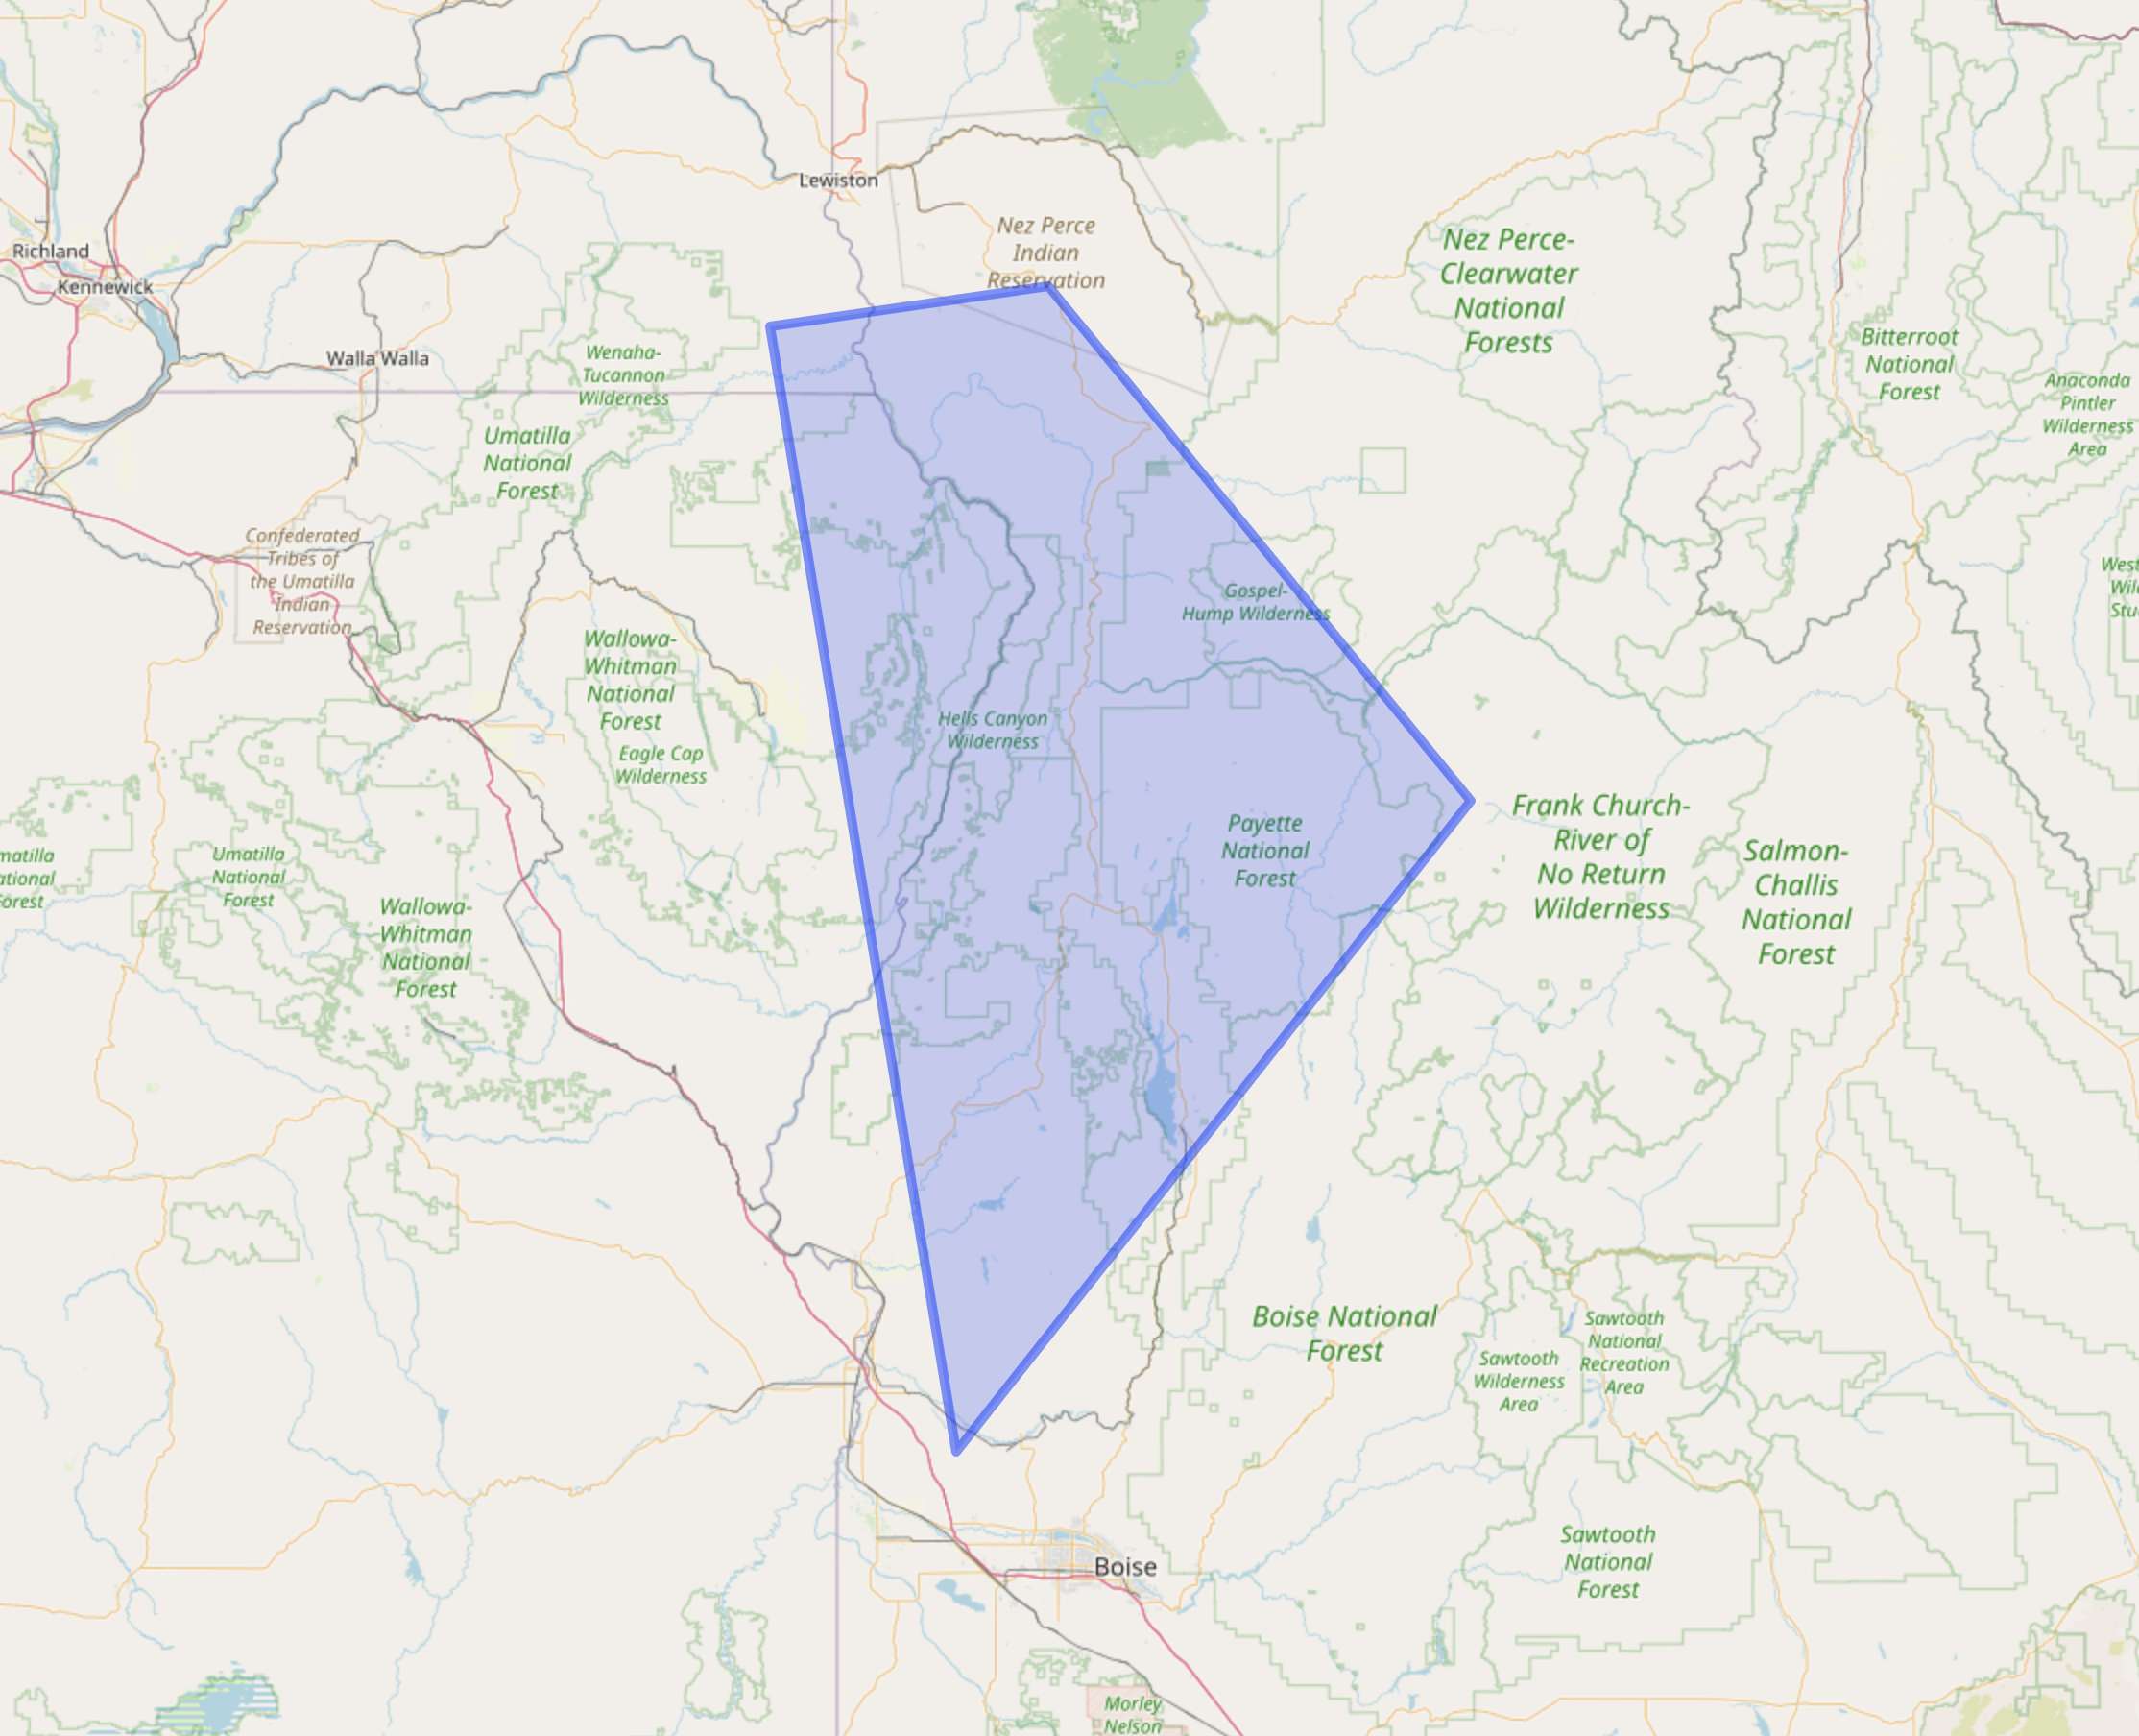 Lewiston
Nez Perce
Indian
Reservation
Nez Perce-
Clearwater
National
Forests
Richland
Kennewick
Walla Walla
Wenaha-
Tucannon
Wilderness
Bitterroot
National
Forest
Anaconda
Pintler
Wilderness
Area
Umatilla
National
Forest
Confederated
Tribes of
the Umatilla
Indian
Reservation
Gospel-
Hump Wilderness
West
Wil
Stu
Wallowa-
Whitman
National
Forest
Eagle Cap
Wilderness
Hells Canyon
Wilderness
Payette
National
Forest
Frank Church-
River of
No Return
Wilderness
Salmon-
Challis
National
Forest
matilla
ational
Forest
Umatilla
National
Forest
Wallowa-
Whitman
National
Forest
Boise National
Forest
Sawtooth
National
Recreation
Area
Sawtooth
Wilderness
Area
Sawtooth
National
Forest
Boise
Morley
Nelson